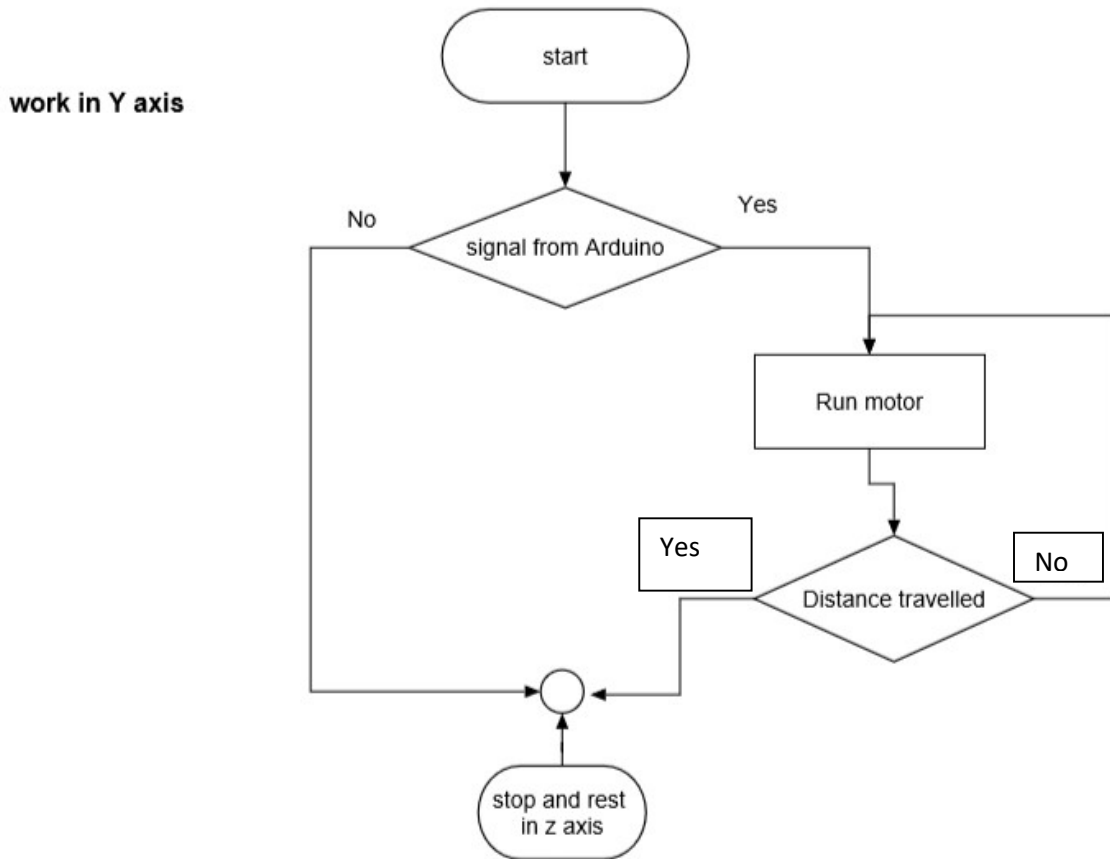 start
work in Y axis
No
Yes
signal from Arduino
Run motor
Yes
No
Distance travelled
stop and rest
in z axis